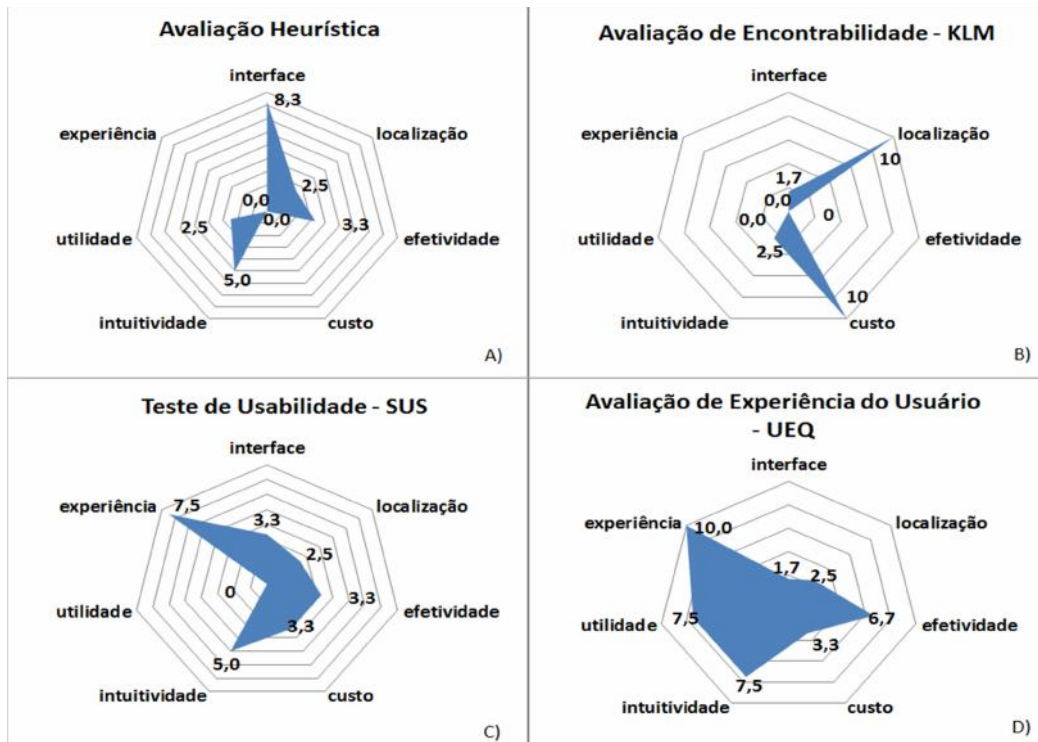 Avaliação Heurística
interface
8,3
experiência
localização
2,5
0,0
0,0
3,3
2,5
utilidade
efetividade
5,0
intuitividade
custo
A)
Avaliação de Encontrabilidade - KLM
interface
experiência
localização
10
1,7
0,0
0,0
0
utilidade
efetividade
2,5
10
intuitividade
custo
B)
Teste de Usabilidade - SUS
interface
experiência
7,5
localização
3,3
2,5
0
3,3
utilidade
efetividade
3,3
5,0
intuitividade
custo
C)
Avaliação de Experiência do Usuário
- UEQ
interface
experiência
10,0
localização
1,7
2,5
7,5
6,7
utilidade
efetividade
3,3
7,5
intuitividade
custo
D)